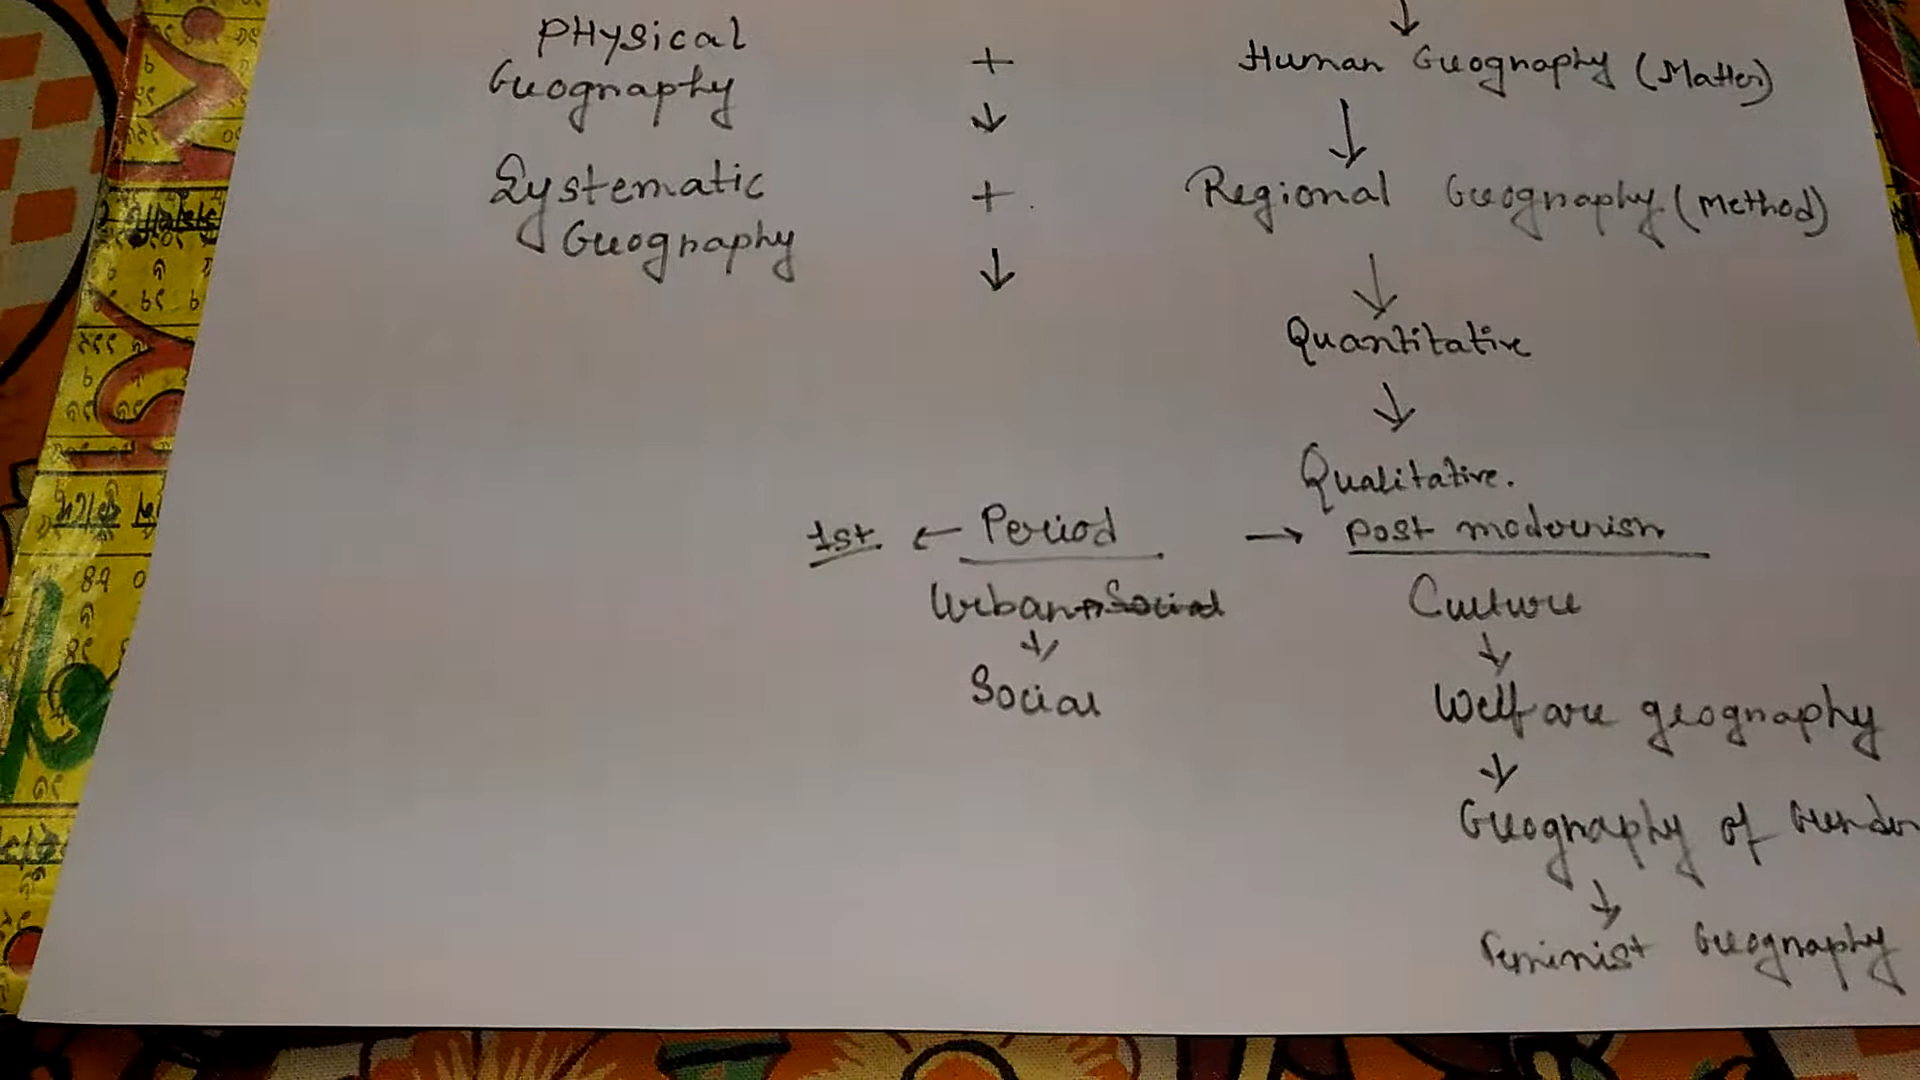 PHysical
Geography + Human Geography (Matter)
↓ ↓
Systematic + Regional Geography (Method)
Geography
↓ ↓
Quantitative
↓
Qualitative.
1st. ← Period → Post modernism
Urban Social Culture
↓ ↓
Social Welfare geography
↓
Geography of Gender
↓
Feminist Geography